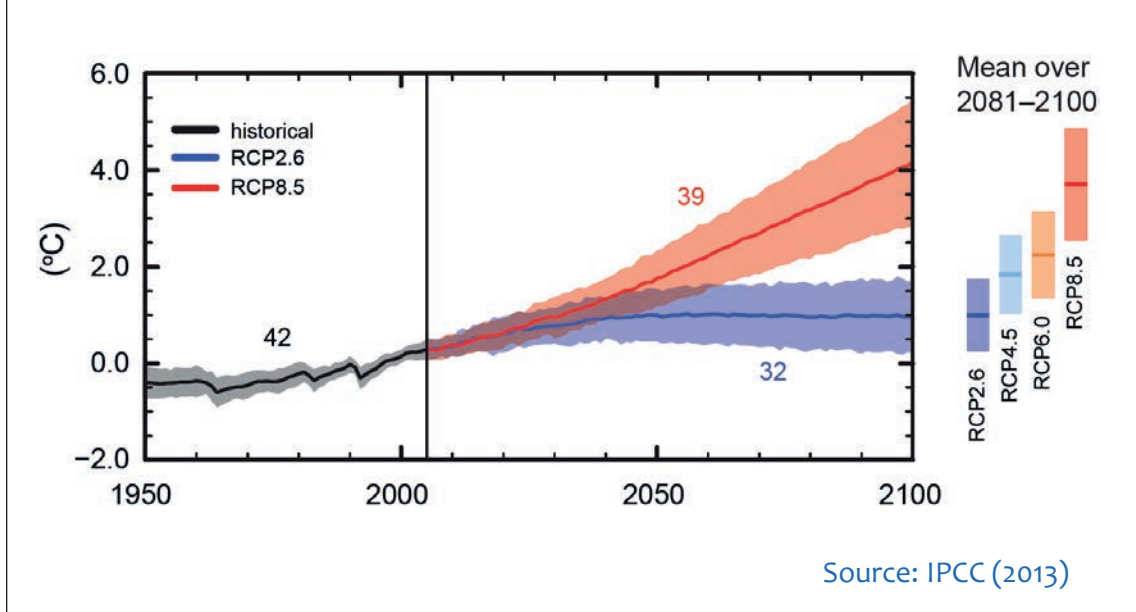 6.0
4.0
2.0
0.0
−2.0
(°C)
historical
RCP2.6
RCP8.5
42
39
32
1950
2000
2050
2100
Mean over
2081–2100
RCP2.6
RCP4.5
RCP6.0
RCP8.5
Source: IPCC (2013)